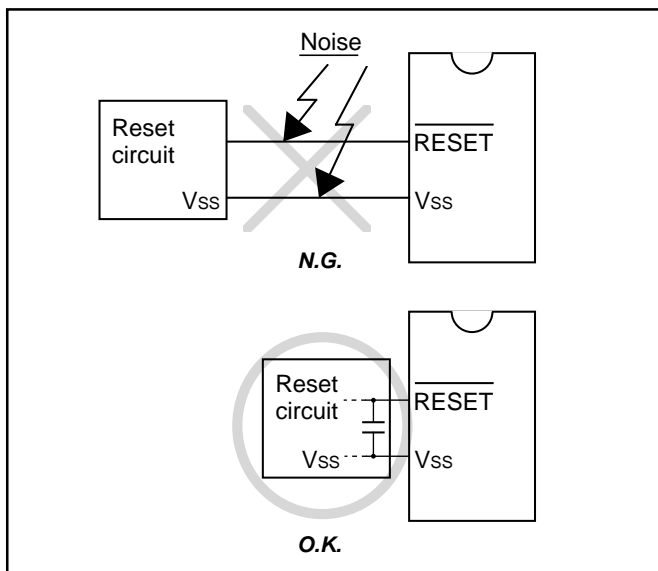 Noise
Reset
circuit
RESET
VSS
VSS
N.G.
Reset
circuit
RESET
VSS
VSS
O.K.